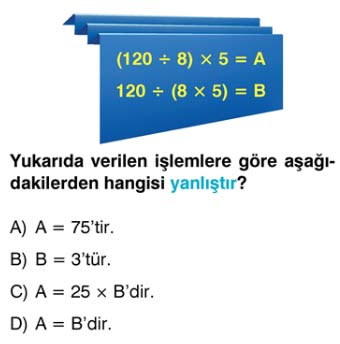 (120 ÷ 8) × 5 = A
120 ÷ (8 × 5) = B
Yukarıda verilen işlemlere göre aşağı-
dakilerden hangisi yanlıştır?
A) A = 75’tir.
B) B = 3’tür.
C) A = 25 × B’dir.
D) A = B’dir.